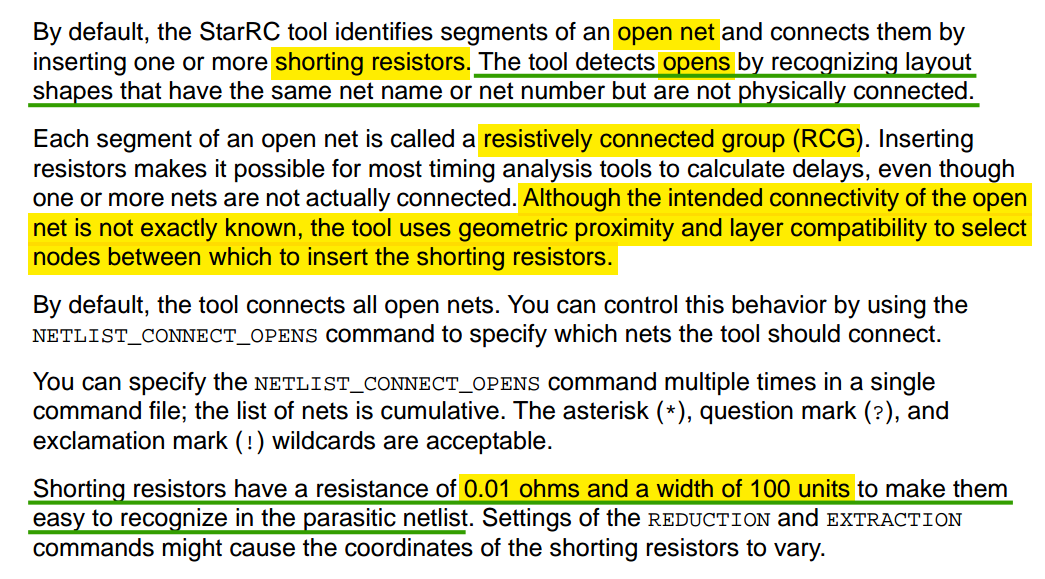 By default, the StarRC tool identifies segments of an open net and connects them by
inserting one or more shorting resistors. The tool detects opens by recognizing layout
shapes that have the same net name or net number but are not physically connected.
Each segment of an open net is called a resistively connected group (RCG). Inserting
resistors makes it possible for most timing analysis tools to calculate delays, even though
one or more nets are not actually connected. Although the intended connectivity of the open
net is not exactly known, the tool uses geometric proximity and layer compatibility to select
nodes between which to insert the shorting resistors.
By default, the tool connects all open nets. You can control this behavior by using the
NETLIST_CONNECT_OPENS command to specify which nets the tool should connect.
You can specify the NETLIST_CONNECT_OPENS command multiple times in a single
command file; the list of nets is cumulative. The asterisk (*), question mark (?), and
exclamation mark (!) wildcards are acceptable.
Shorting resistors have a resistance of 0.01 ohms and a width of 100 units to make them
easy to recognize in the parasitic netlist. Settings of the REDUCTION and EXTRACTION
commands might cause the coordinates of the shorting resistors to vary.